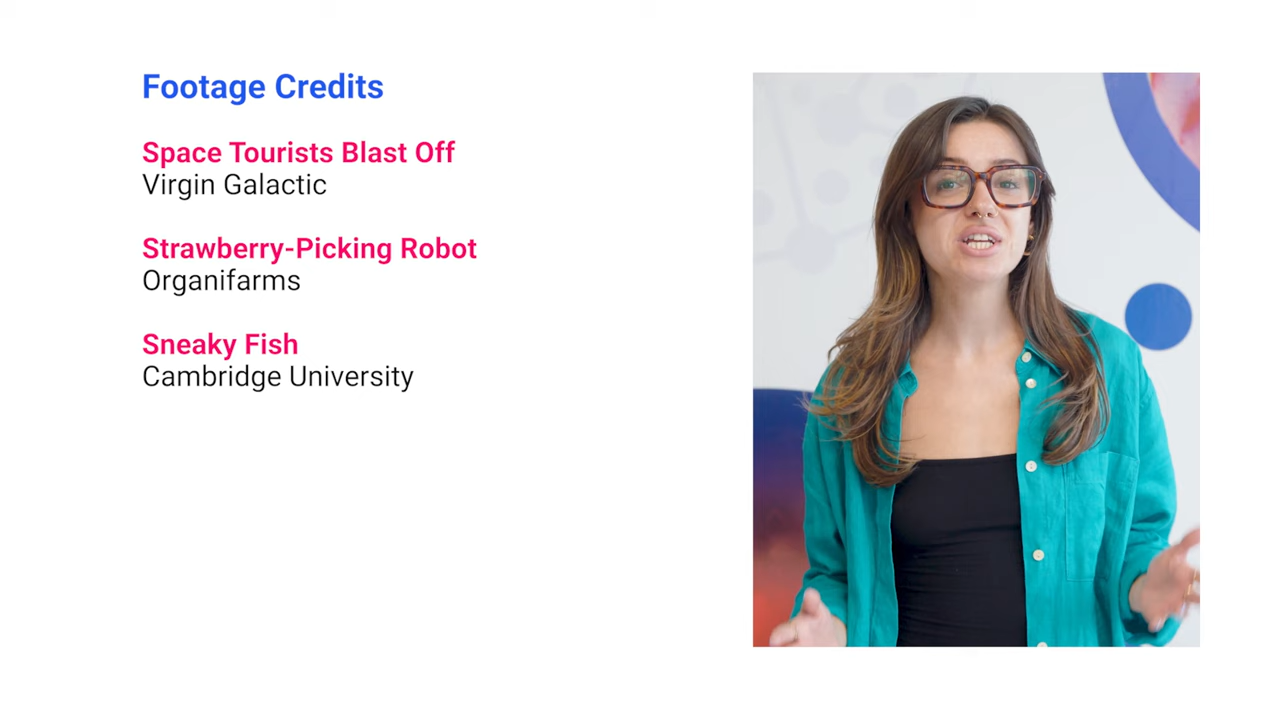 Footage Credits
Space Tourists Blast Off
Virgin Galactic
Strawberry-Picking Robot
Organifarms
Sneaky Fish
Cambridge University